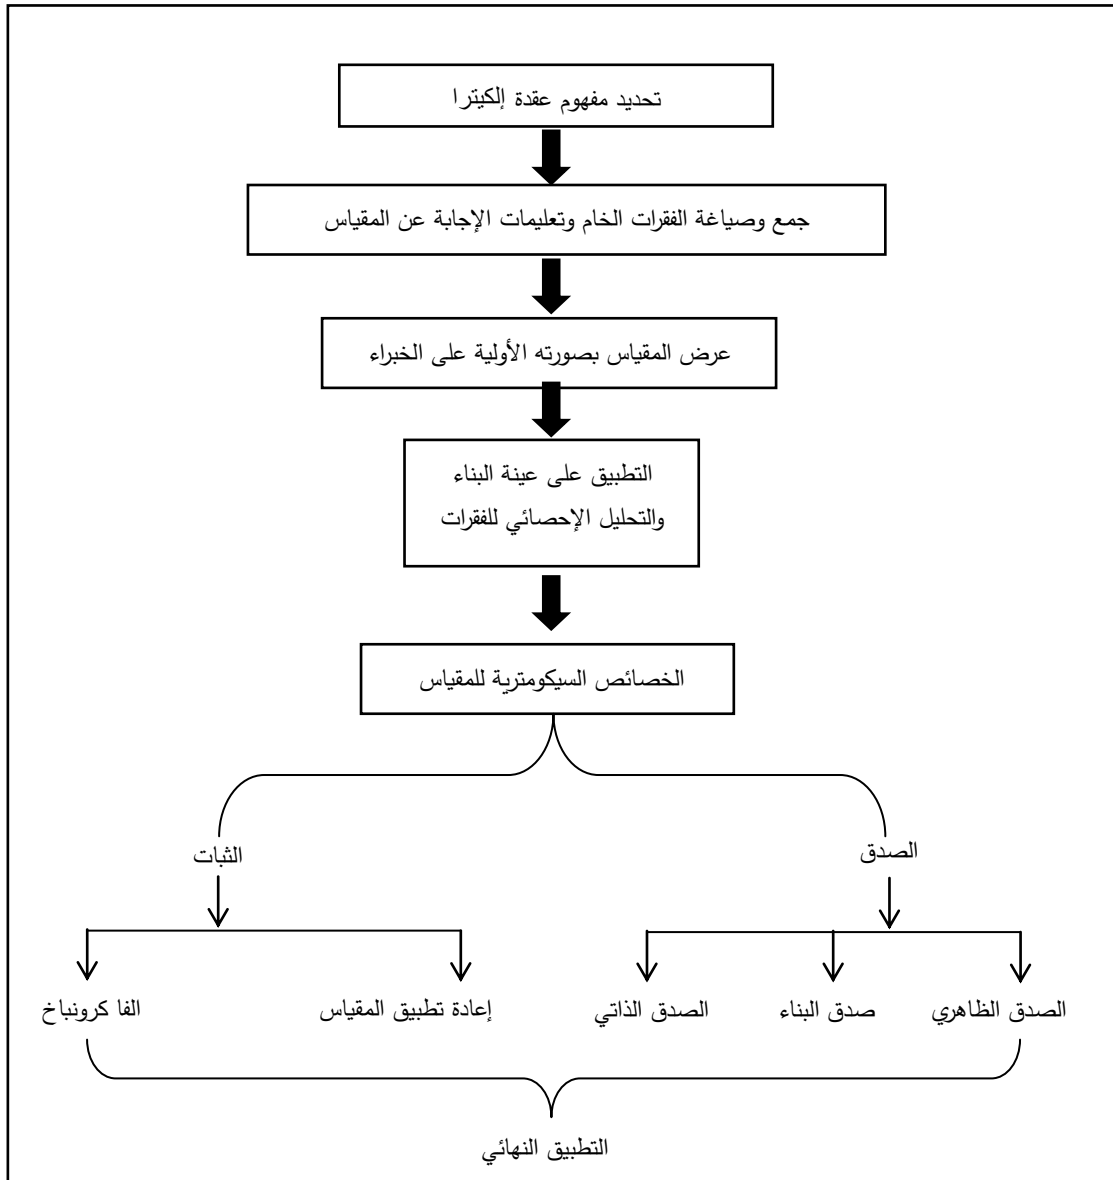 تحديد مفهوم عقدة إلكيترا
جمع وصياغة الفقرات الخام وتعليمات الإجابة عن المقياس
عرض المقياس بصورته الأولية على الخبراء
التطبيق على عينة البناء
والتحليل الإحصائي للفقرات
الخصائص السيكومترية للمقياس
الصدق
الثبات
الصدق الظاهري
صدق البناء
الصدق الذاتي
إعادة تطبيق المقياس
الفا كرونباخ
التطبيق النهائي